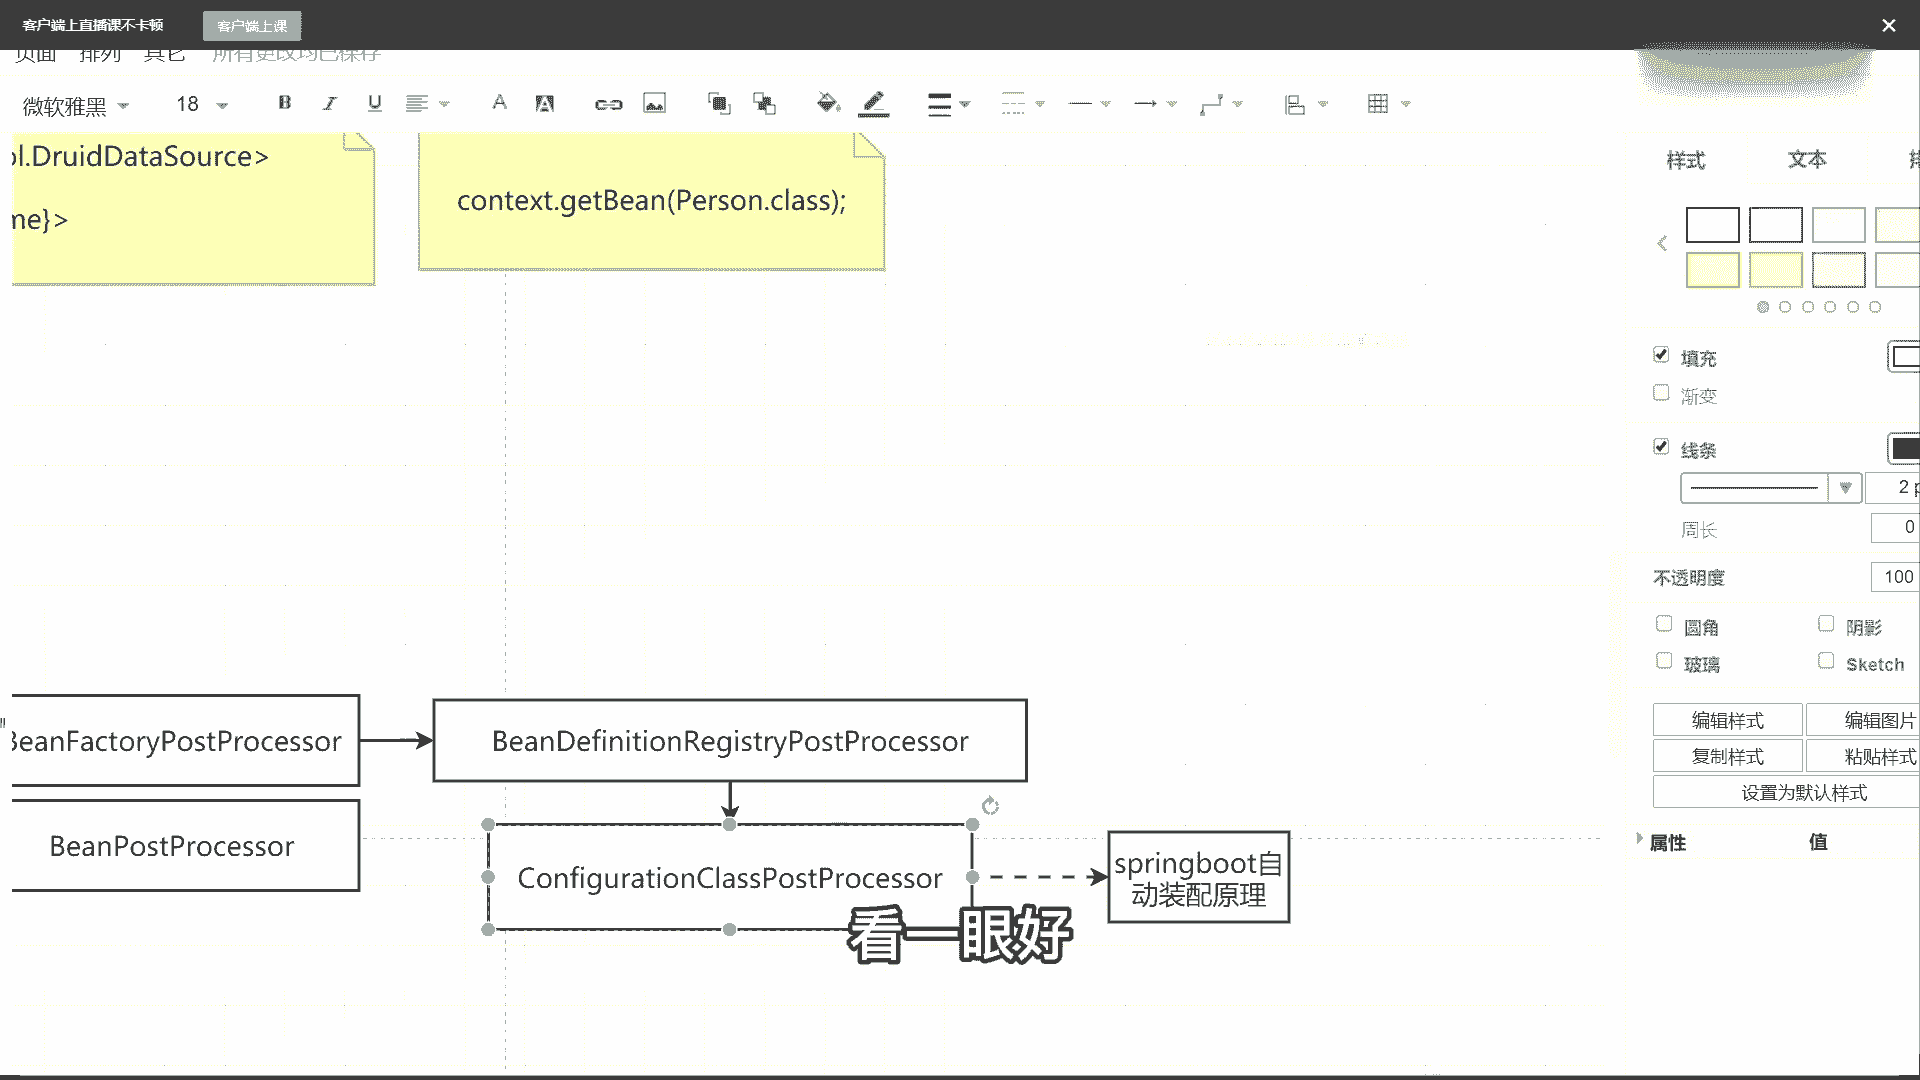 客户端上直播课不卡顿 客户端上课
页面 排列 其它 所有更改均已保存
微软雅黑 18 B I U A A
样式 文本
ol.DruidDataSource>
me}>
context.getBean(Person.class);
填充
渐变
线条
2 p
周长 0
不透明度 100
圆角 阴影
玻璃 Sketch
编辑样式 编辑图片
复制样式 粘贴样式
设置为默认样式
属性 值
BeanFactoryPostProcessor
BeanDefinitionRegistryPostProcessor
BeanPostProcessor
ConfigurationClassPostProcessor
springboot自
动装配原理
看一眼好